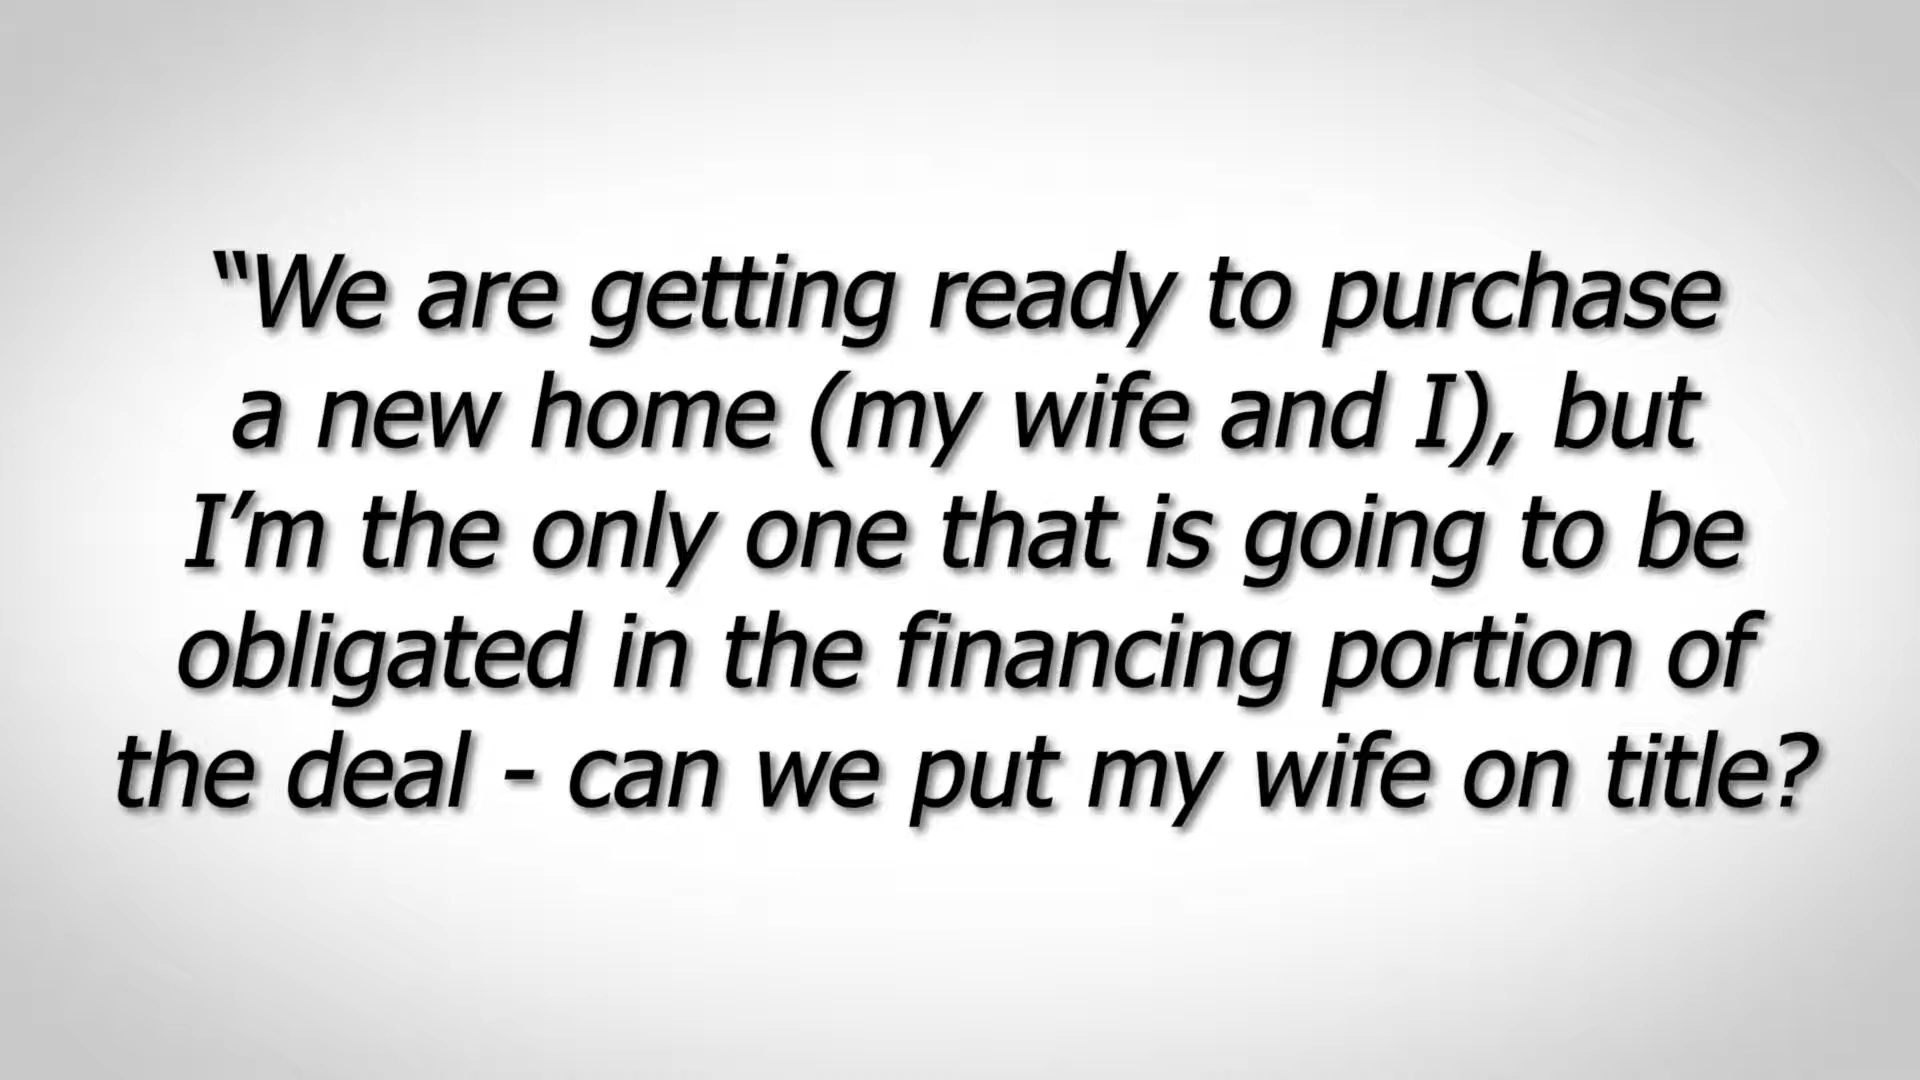 “We are getting ready to purchase
a new home (my wife and I), but
I’m the only one that is going to be
obligated in the financing portion of
the deal - can we put my wife on title?